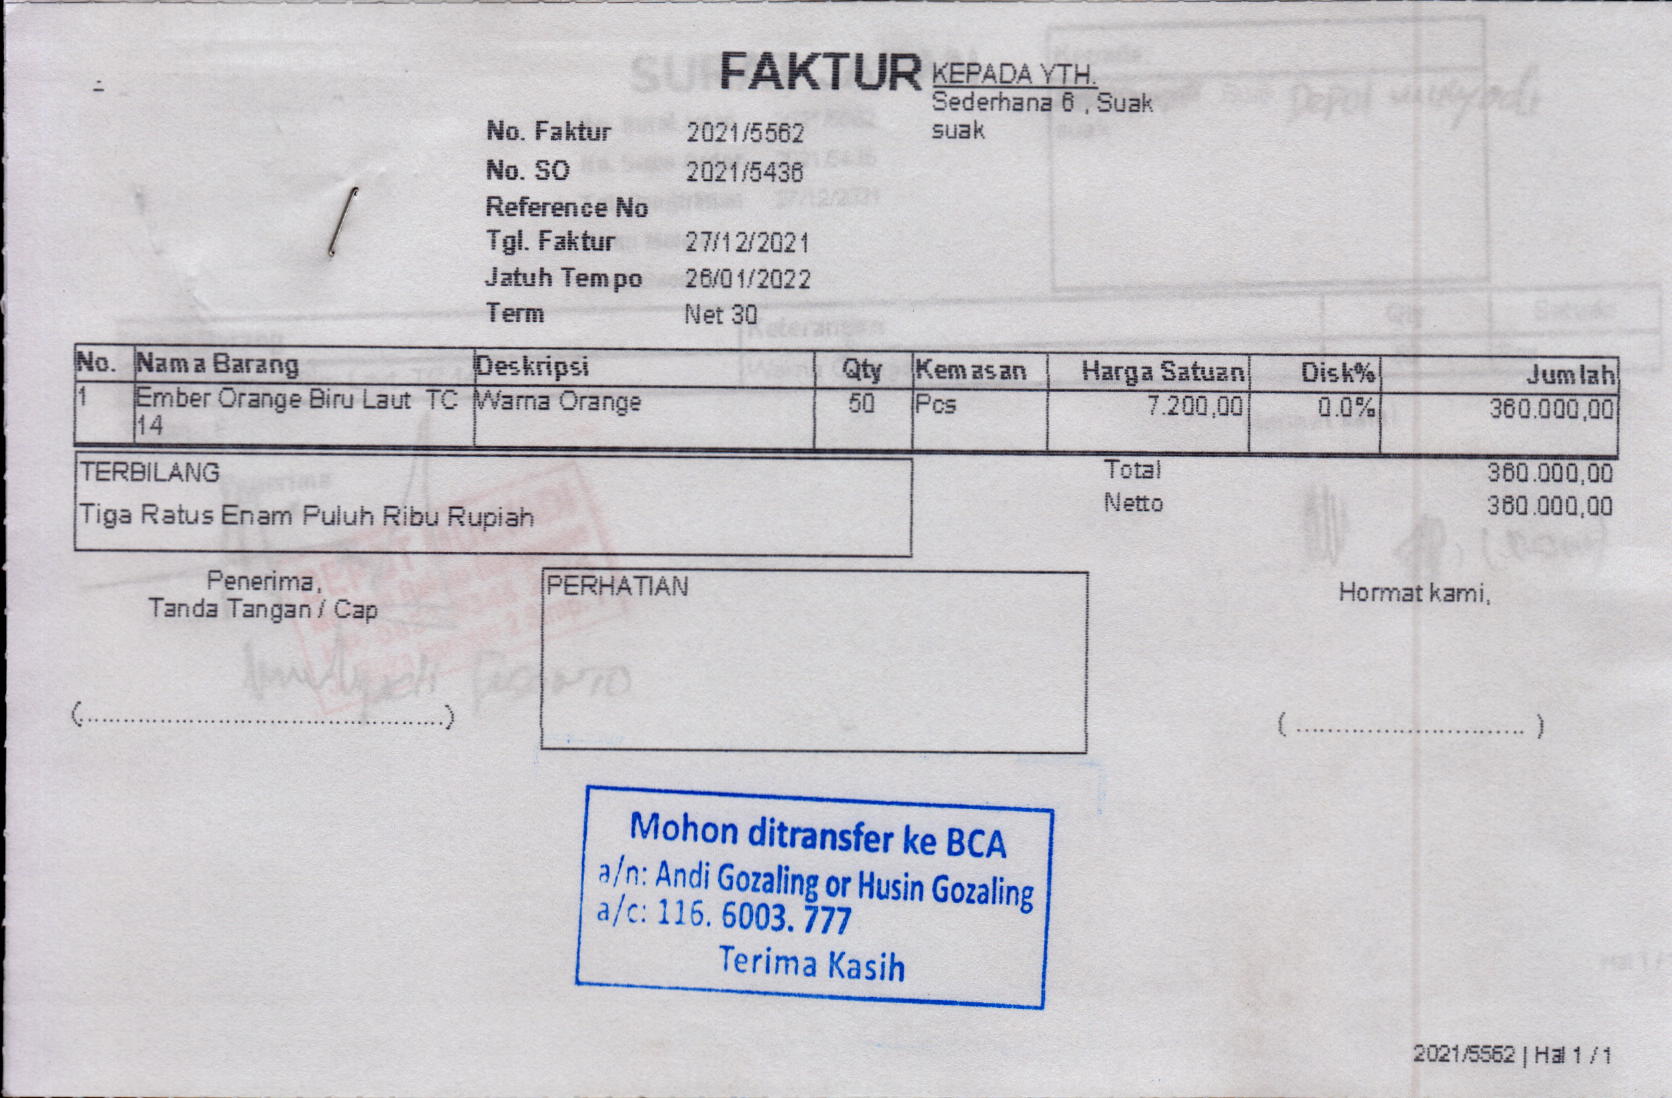 FAKTUR
KEPADA YTH.
Sederhana 6 , Suak
suak
No. Faktur 2021/5562
No. SO 2021/5436
Reference No
Tgl. Faktur 27/12/2021
Jatuh Tempo 26/01/2022
Term Net 30
No. Nama Barang Deskripsi Qty Kemasan Harga Satuan Disk% Jumlah
1 Ember Orange Biru Laut TC Warna Orange 50 Pcs 7.200,00 0.0% 360.000,00
14
TERBILANG
Tiga Ratus Enam Puluh Ribu Rupiah
Total 360.000,00
Netto 360.000,00
Penerima,
Tanda Tangan / Cap
PERHATIAN
Hormat kami,
(................................................)
( ............................ )
Mohon ditransfer ke BCA
a/n: Andi Gozaling or Husin Gozaling
a/c: 116. 6003. 777
Terima Kasih
2021/5562 | Hal 1 / 1